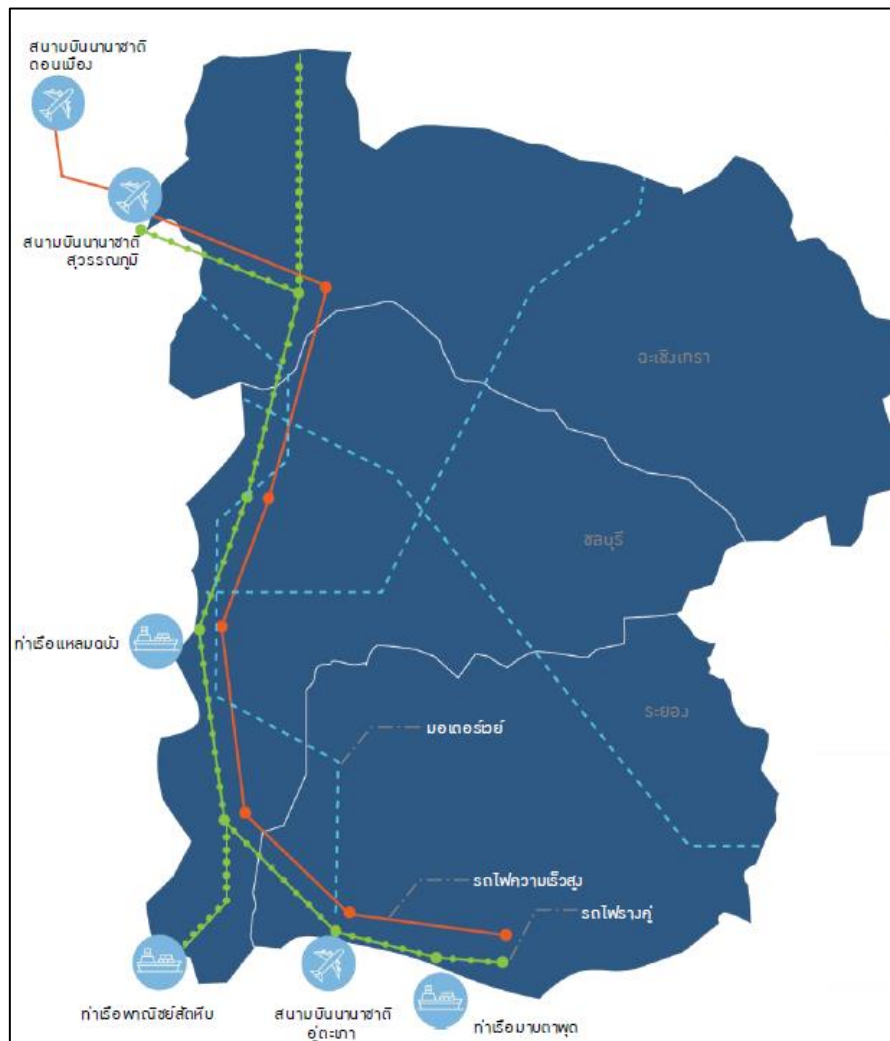 สนามบินนานาชาติ
ดอนเมือง
สนามบินนานาชาติ
สุวรรณภูมิ
ฉะเชิงเทรา
ชลบุรี
ท่าเรือแหลมฉบัง
ระยอง
มอเตอร์เวย์
รถไฟความเร็วสูง
รถไฟรางคู่
ท่าเรือพาณิชย์สัตหีบ
สนามบินนานาชาติ
อู่ตะเภา
ท่าเรือมาบตาพุด